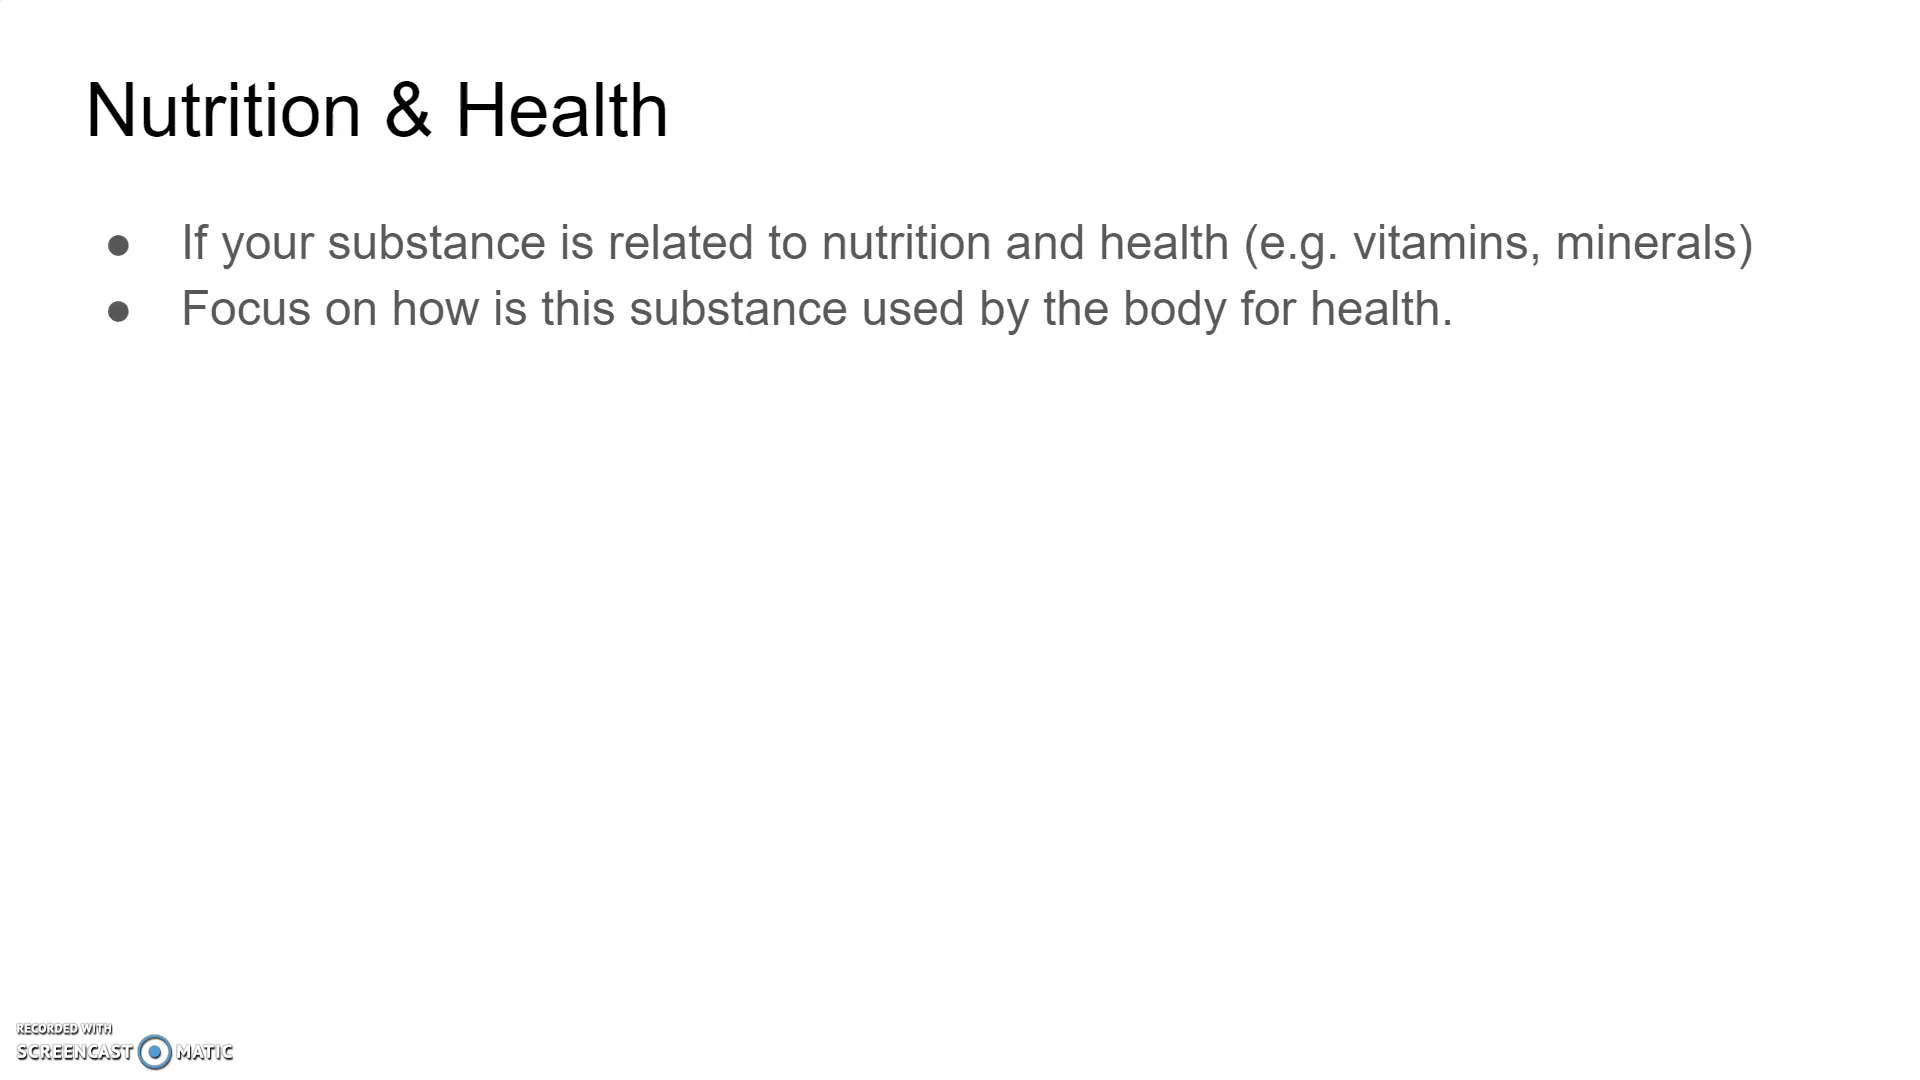 Nutrition & Health
● If your substance is related to nutrition and health (e.g. vitamins, minerals)
● Focus on how is this substance used by the body for health.
RECORDED WITH
SCREENCAST MATIC